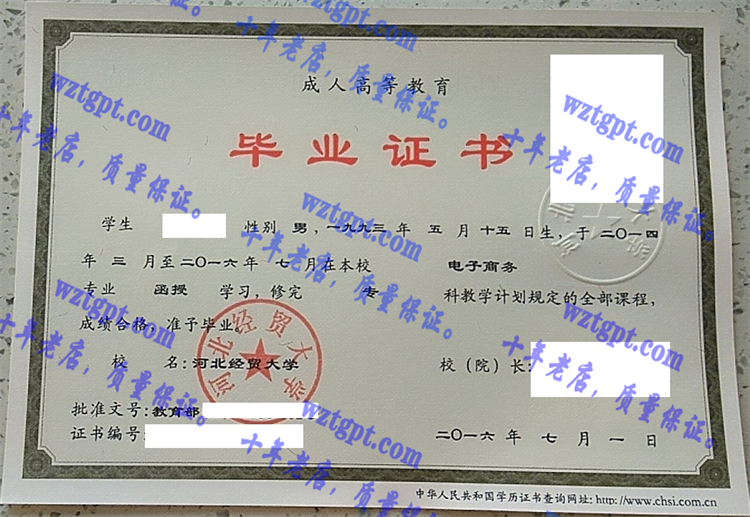 成人高等教育
毕业证书
学生 性别 男，一九九三 年 五 月 十五 日生，于 二〇一四
年 三 月至 二〇一六 年 七 月在本校 电子商务
专业 函授 学习，修完 专 科教学计划规定的全部课程，
成绩合格，准予毕业
校 名：河北经贸大学 校（院）长：
批准文号：教育部
证书编号：
二〇一六 年 七 月 一 日
中华人民共和国学历证书查询网址：http://www.chsi.com.cn
河北经贸大学
wztgpt.com
十年老店，质量保证。